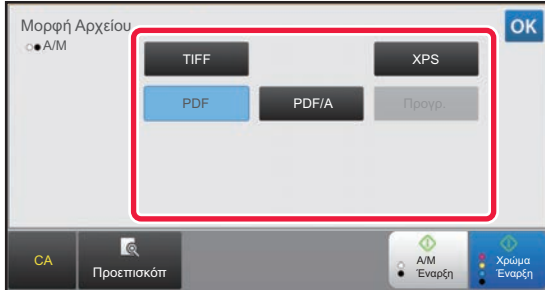 Μορφή Αρχείου
OK
A/M
TIFF
XPS
PDF
PDF/A
Προγρ.
CA
Προεπισκόπ
A/M
Έναρξη
Χρώμα
Έναρξη